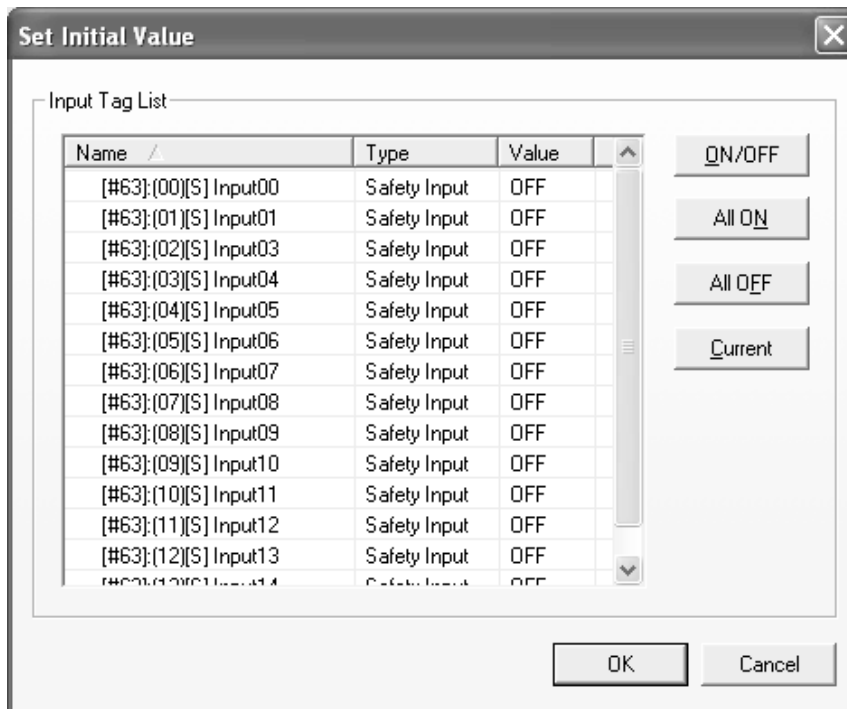 Set Initial Value
Input Tag List
Name Type Value
[#63]:(00)[S] Input00 Safety Input OFF
[#63]:(01)[S] Input01 Safety Input OFF
[#63]:(02)[S] Input03 Safety Input OFF
[#63]:(03)[S] Input04 Safety Input OFF
[#63]:(04)[S] Input05 Safety Input OFF
[#63]:(05)[S] Input06 Safety Input OFF
[#63]:(06)[S] Input07 Safety Input OFF
[#63]:(07)[S] Input08 Safety Input OFF
[#63]:(08)[S] Input09 Safety Input OFF
[#63]:(09)[S] Input10 Safety Input OFF
[#63]:(10)[S] Input11 Safety Input OFF
[#63]:(11)[S] Input12 Safety Input OFF
[#63]:(12)[S] Input13 Safety Input OFF
ON/OFF
All ON
All OFF
Current
OK Cancel